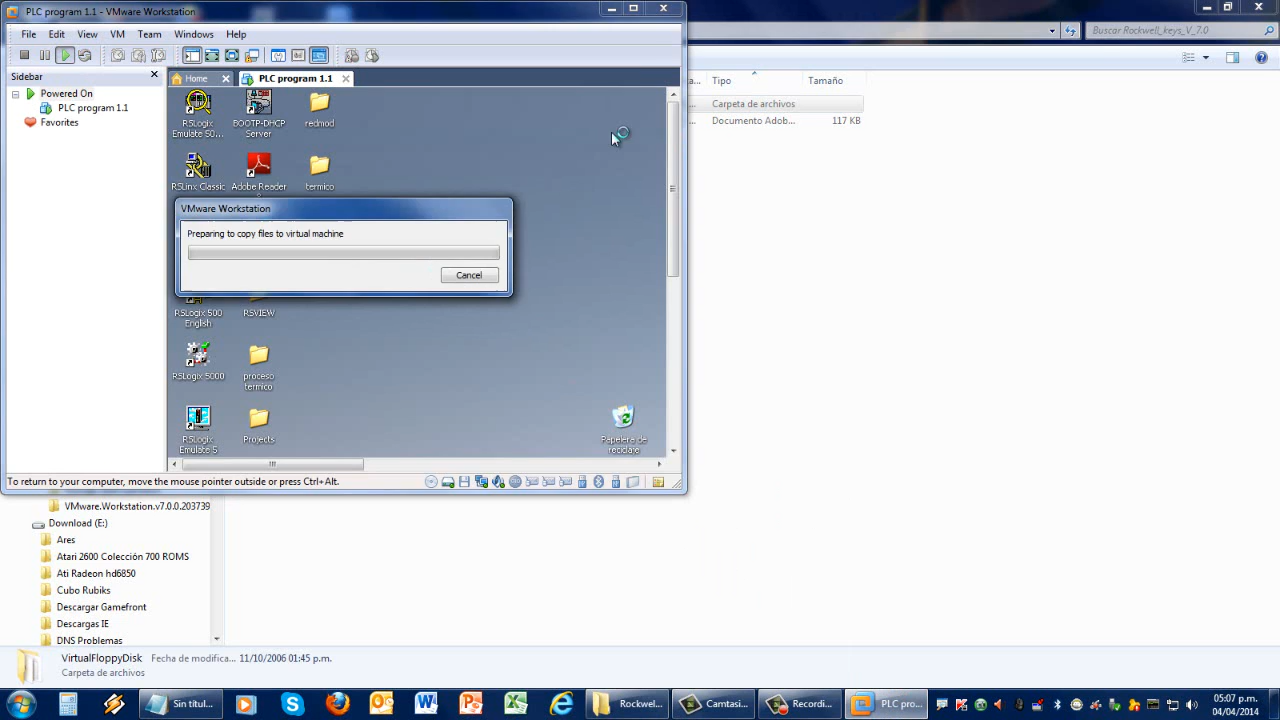 PLC program 1.1 - VMware Workstation
File Edit View VM Team Windows Help
Sidebar
Powered On
PLC program 1.1
Favorites
Home
PLC program 1.1
RSLogix
Emulate 50...
BOOTP-DHCP
Server
redmod
RSLinx Classic
Adobe Reader
termico
VMware Workstation
Preparing to copy files to virtual machine
Cancel
RSLogix 500
English
RSVIEW
RSLogix 5000
proceso
termico
RSLogix
Emulate 5
Projects
Papelera de
reciclaje
To return to your computer, move the mouse pointer outside or press Ctrl+Alt.
Buscar Rockwell_keys_V_7.0
a...
Tipo
Tamaño
...
Carpeta de archivos
...
Documento Adob...
117 KB
VMware.Workstation.v7.0.0.203739
Download (E:)
Ares
Atari 2600 Colección 700 ROMS
Ati Radeon hd6850
Cubo Rubiks
Descargar Gamefront
Descargas IE
DNS Problemas
VirtualFloppyDisk
Fecha de modifica... 11/10/2006 01:45 p.m.
Carpeta de archivos
Sin títul...
Rockwel...
Camtasi...
Recordi...
PLC pro...
05:07 p.m.
04/04/2014